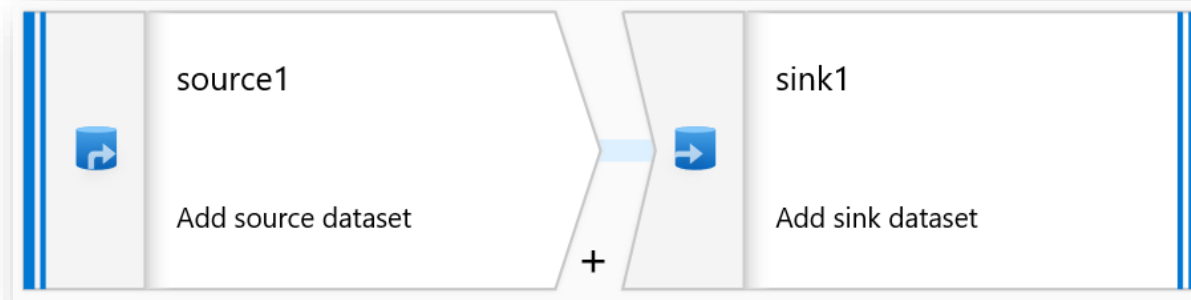 source1
Add source dataset
+
sink1
Add sink dataset